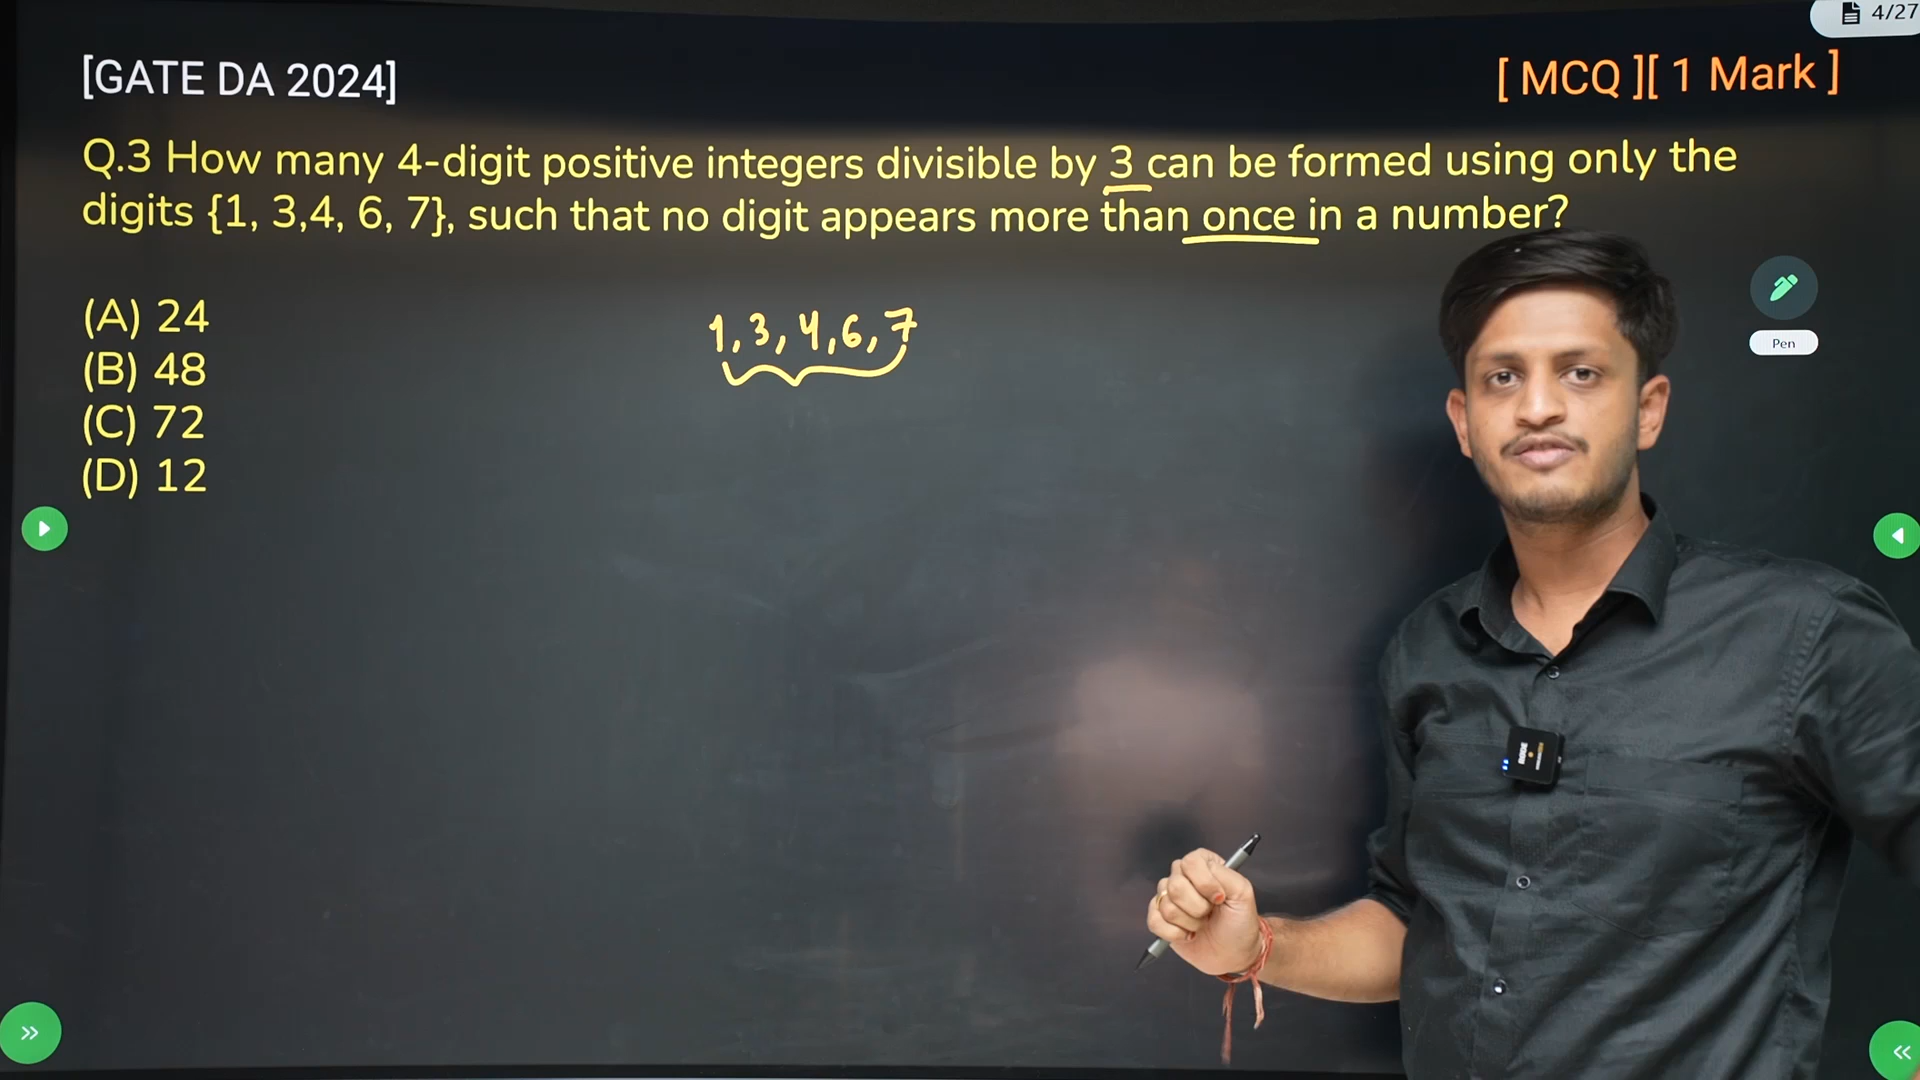 4/27
[GATE DA 2024]
[ MCQ ][ 1 Mark ]
Q.3 How many 4-digit positive integers divisible by 3 can be formed using only the
digits {1, 3,4, 6, 7}, such that no digit appears more than once in a number?
(A) 24
(B) 48
(C) 72
(D) 12
1,3,4,6,7
Pen